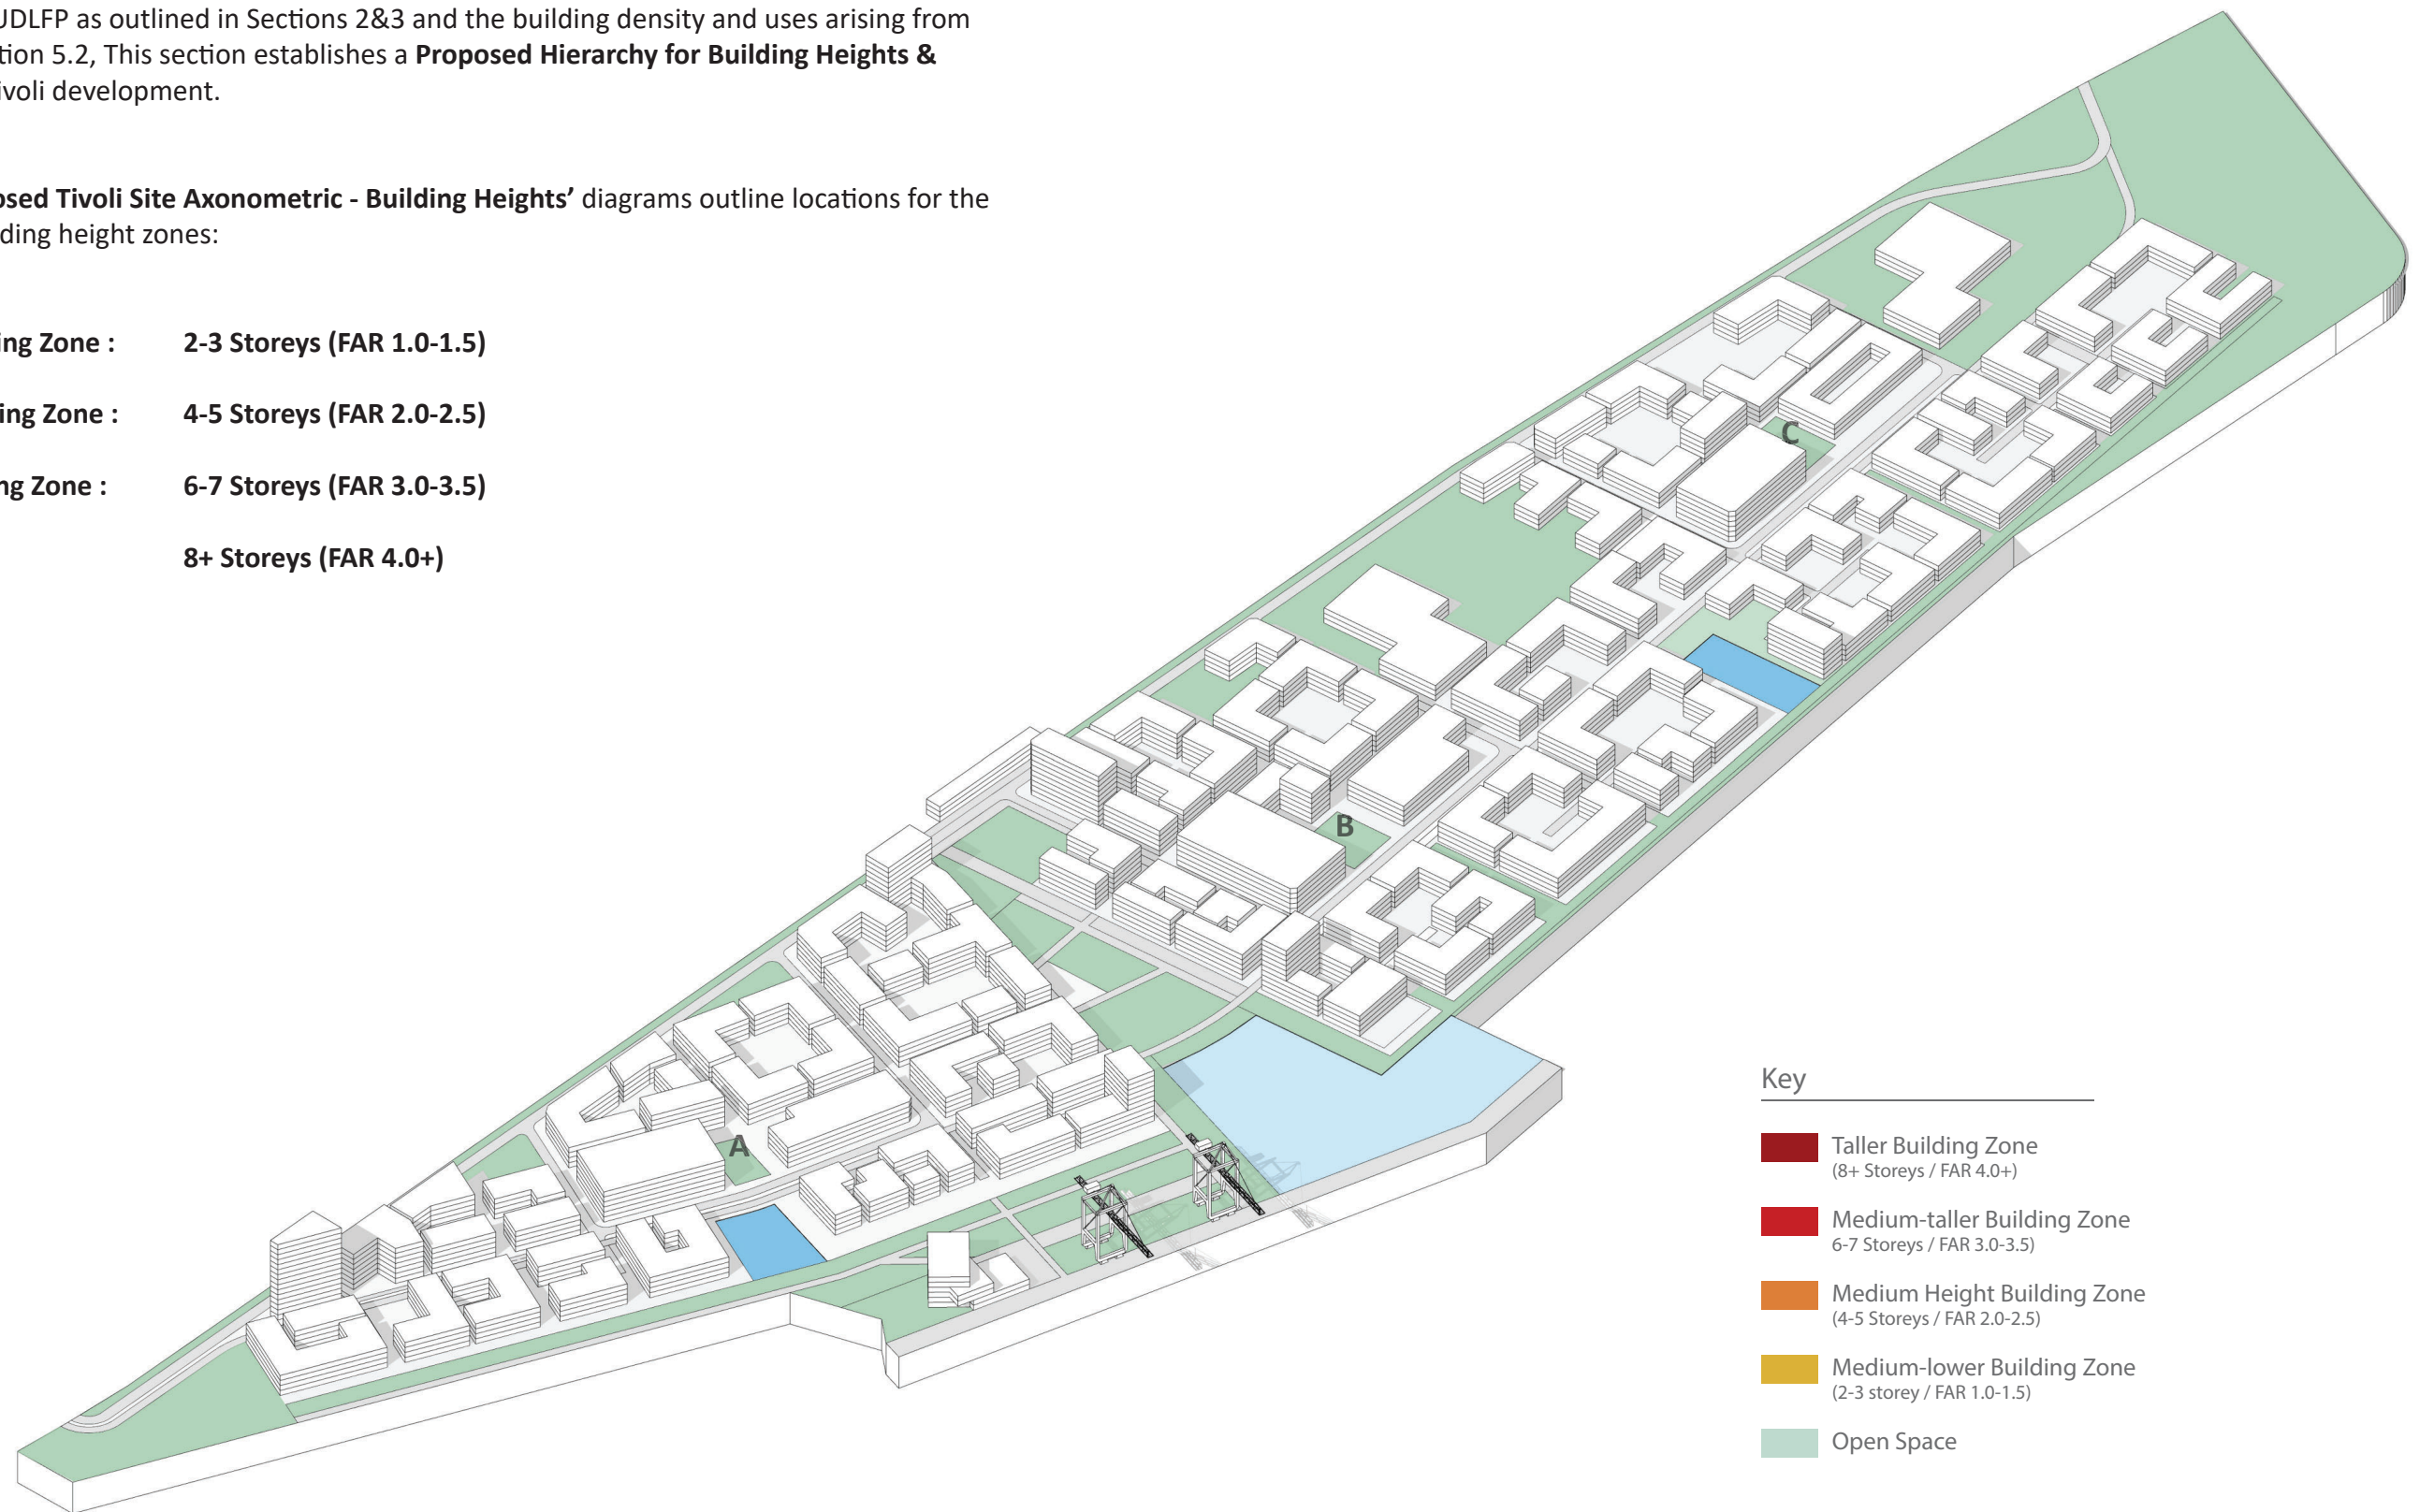 UDLFP as outlined in Sections 2&3 and the building density and uses arising from
tion 5.2, This section establishes a Proposed Hierarchy for Building Heights &
ivoli development.
osed Tivoli Site Axonometric - Building Heights’ diagrams outline locations for the
ding height zones:
ing Zone : 2-3 Storeys (FAR 1.0-1.5)
ing Zone : 4-5 Storeys (FAR 2.0-2.5)
ng Zone : 6-7 Storeys (FAR 3.0-3.5)
8+ Storeys (FAR 4.0+)
C
B
A
Key
Taller Building Zone
(8+ Storeys / FAR 4.0+)
Medium-taller Building Zone
6-7 Storeys / FAR 3.0-3.5)
Medium Height Building Zone
(4-5 Storeys / FAR 2.0-2.5)
Medium-lower Building Zone
(2-3 storey / FAR 1.0-1.5)
Open Space